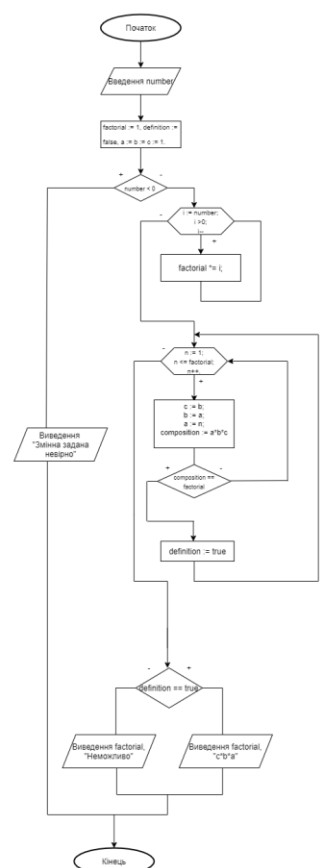 Початок
Введення number
factorial := 1, definition :=
false, a := b := c := 1.
+
-
number < 0
-
i := number;
i >0;
i--
+
factorial *= i;
-
n := 1;
n <= factorial;
n++.
+
c := b;
b := a;
a := n;
composition := a*b*c
Виведення
"Змінна задана
невірно"
+
-
composition ==
factorial
definition := true
-
+
definition == true
Виведення factorial,
"Неможливо"
Виведення factorial,
"c*b*a"
Кінець